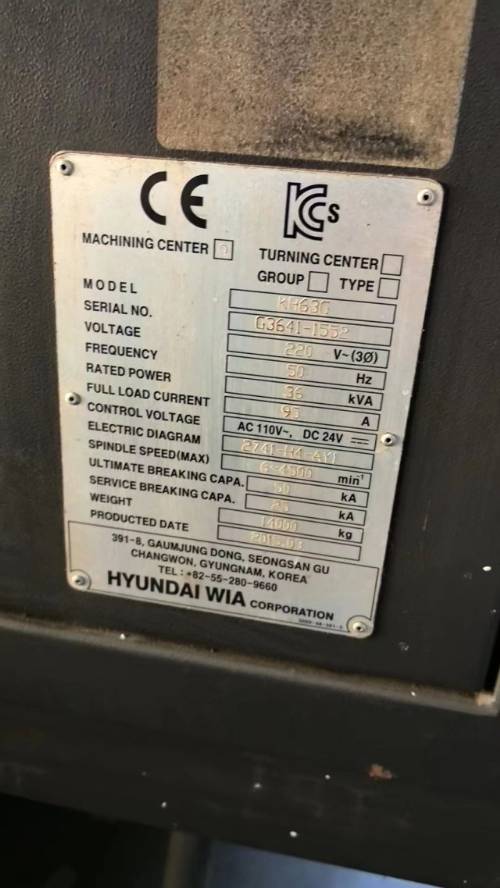 CE KCs
MACHINING CENTER
TURNING CENTER
GROUP TYPE
MODEL KH63G
SERIAL NO. G3641-1552
VOLTAGE 220 V~(3Ø)
FREQUENCY 50 Hz
RATED POWER 36 kVA
FULL LOAD CURRENT 95 A
CONTROL VOLTAGE AC 110V~, DC 24V
ELECTRIC DIAGRAM
SPINDLE SPEED(MAX) 6-4500 min⁻¹
ULTIMATE BREAKING CAPA. 50 kA
SERVICE BREAKING CAPA. 25 kA
WEIGHT 14000 kg
PRODUCTED DATE
391-8, GAUMJUNG DONG, SEONGSAN GU
CHANGWON, GYUNGNAM, KOREA
TEL : +82-55-280-9660
HYUNDAI WIA CORPORATION